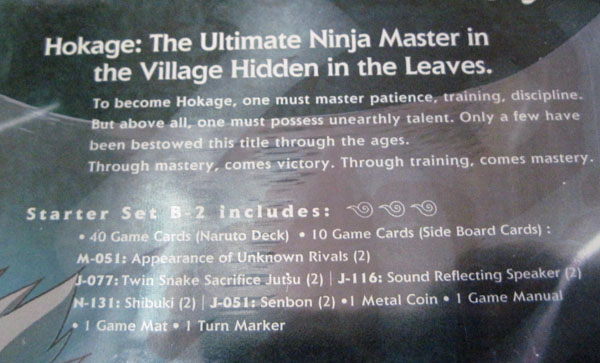 Hokage: The Ultimate Ninja Master in
the Village Hidden in the Leaves.
To become Hokage, one must master patience, training, discipline.
But above all, one must possess unearthly talent. Only a few have
been bestowed this title through the ages.
Through mastery, comes victory. Through training, comes mastery.
Starter Set B-2 includes:
• 40 Game Cards (Naruto Deck) • 10 Game Cards (Side Board Cards) :
M-051: Appearance of Unknown Rivals (2)
J-077: Twin Snake Sacrifice Jutsu (2) | J-116: Sound Reflecting Speaker (2)
N-131: Shibuki (2) | J-051: Senbon (2) • 1 Metal Coin • 1 Game Manual
• 1 Game Mat • 1 Turn Marker